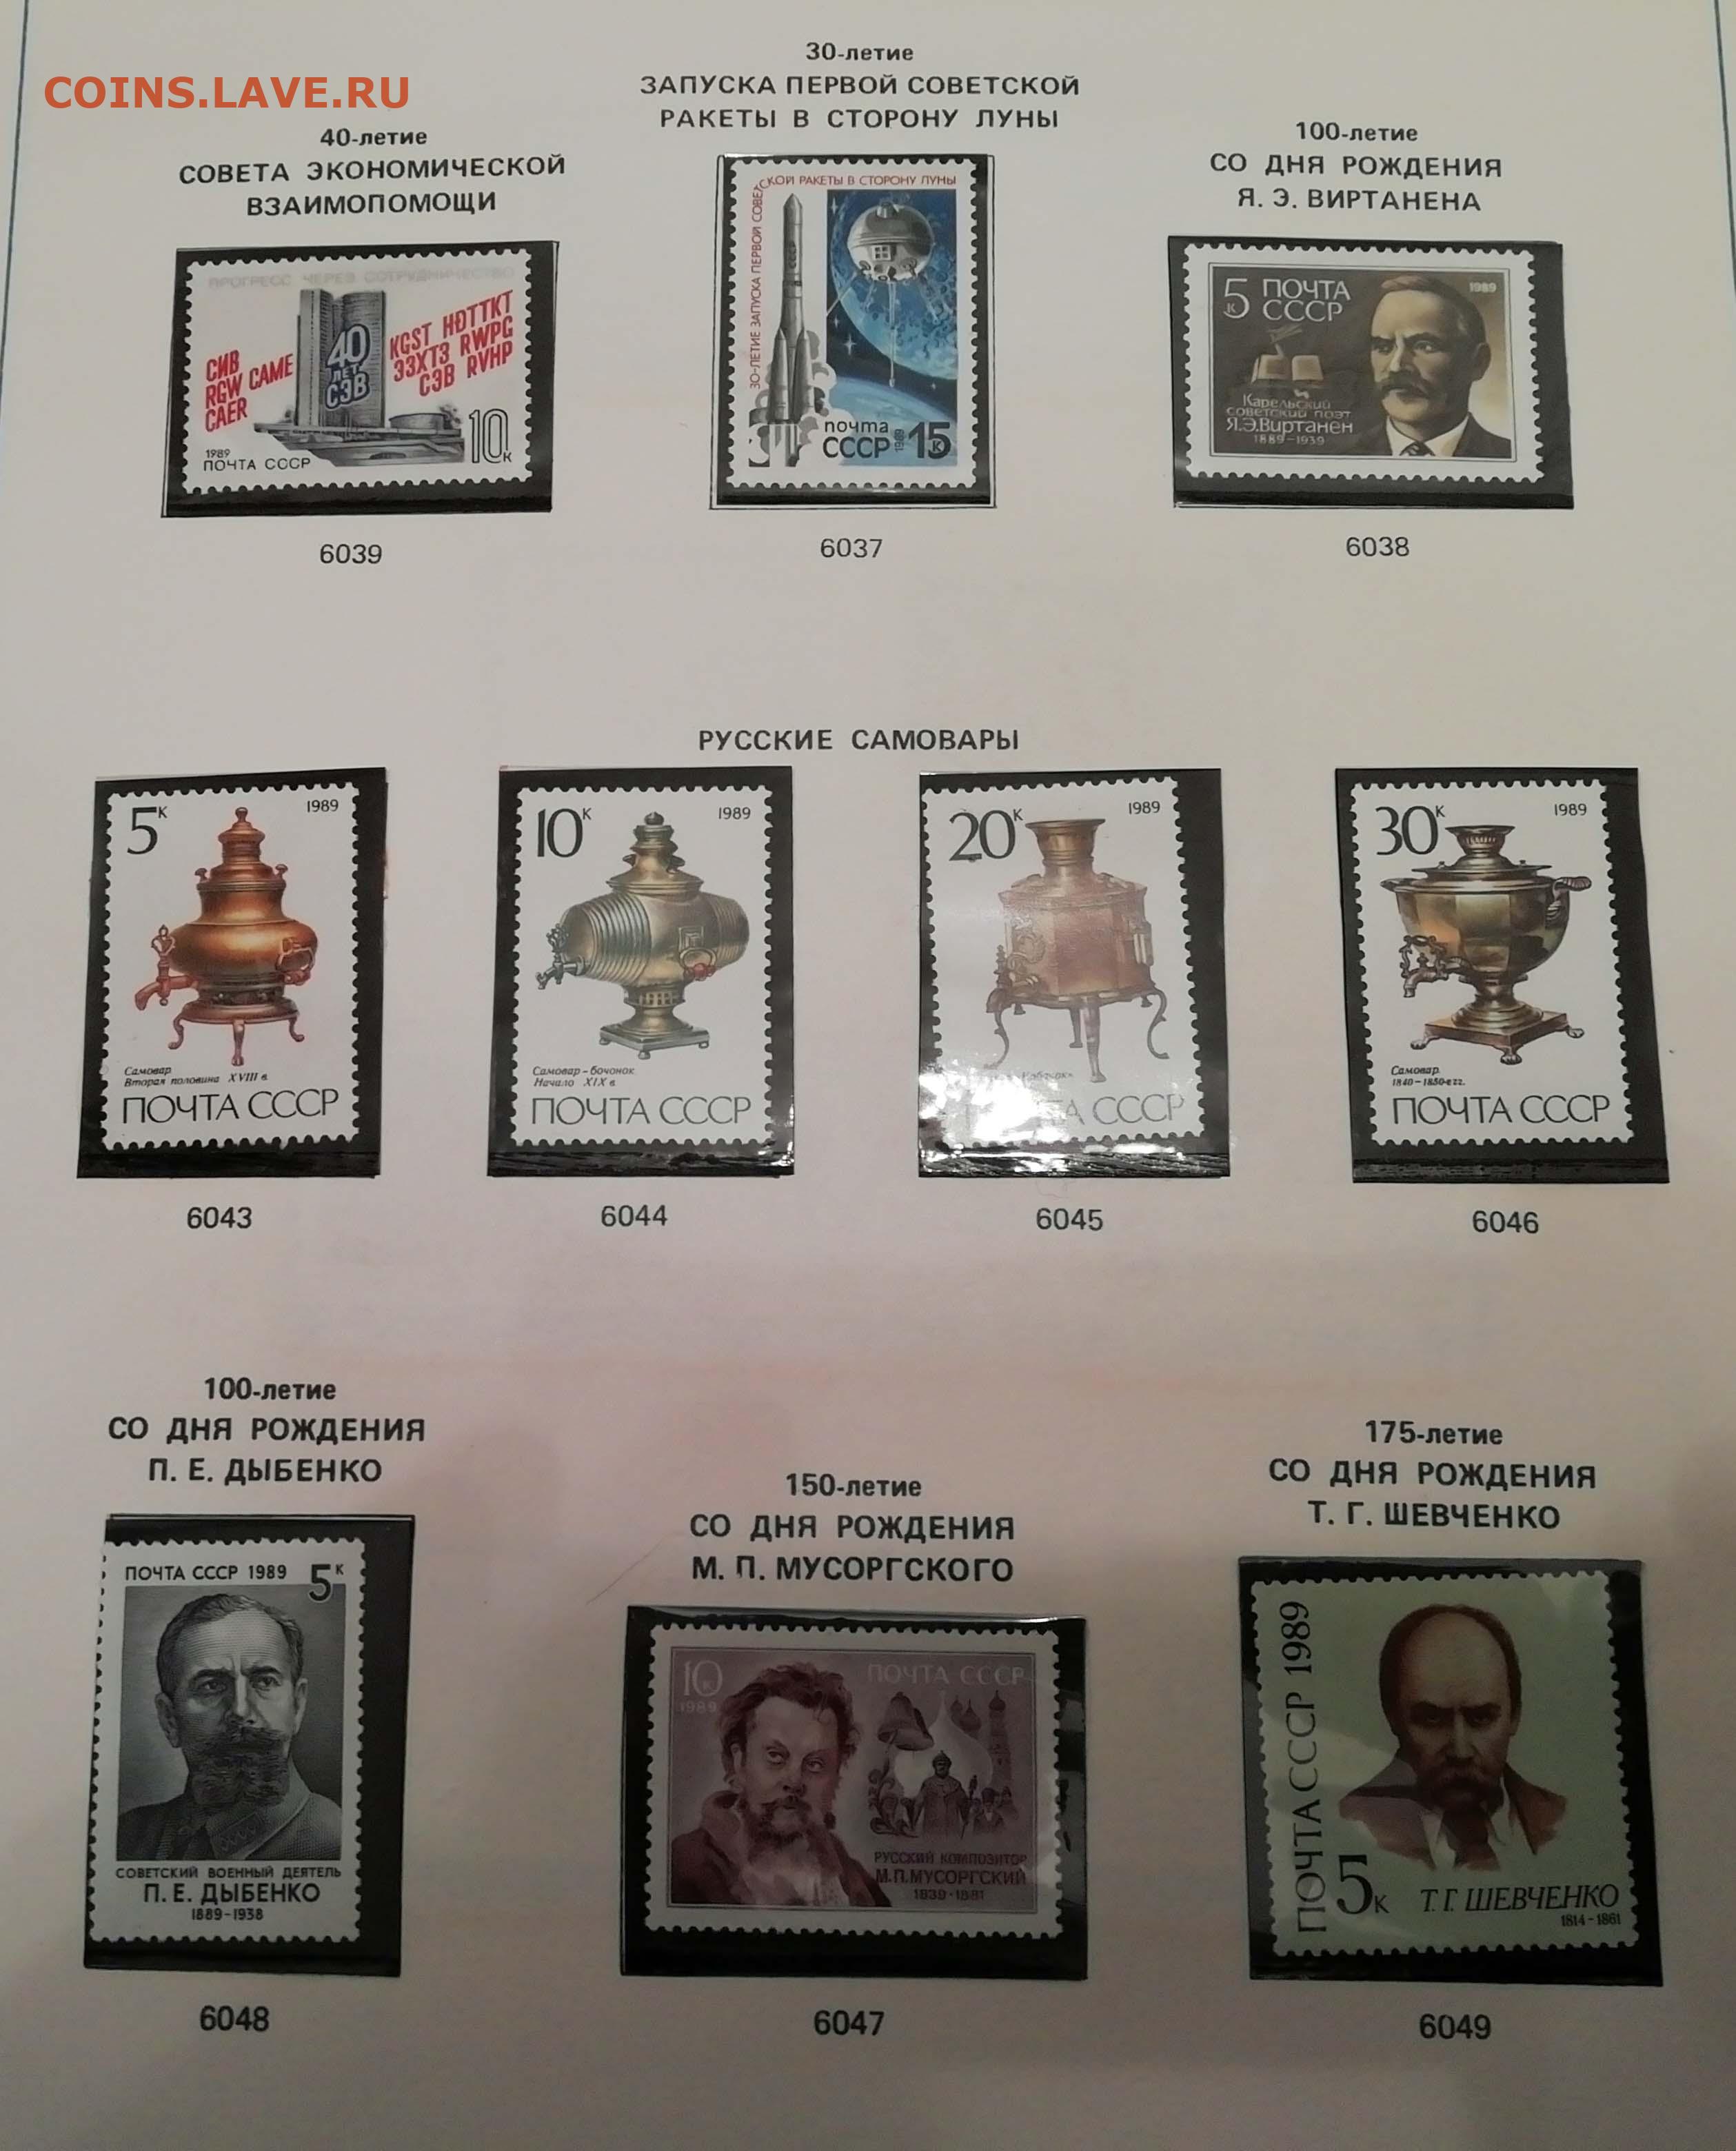 COINS.LAVE.RU
40-летие
СОВЕТА ЭКОНОМИЧЕСКОЙ
ВЗАИМОПОМОЩИ
30-летие
ЗАПУСКА ПЕРВОЙ СОВЕТСКОЙ
РАКЕТЫ В СТОРОНУ ЛУНЫ
100-летие
СО ДНЯ РОЖДЕНИЯ
Я. Э. ВИРТАНЕНА
ПРОГРЕСС ЧЕРЕЗ СОТРУДНИЧЕСТВО
СИВ
RGW CAME
CAER
40
ЛЕТ
СЭВ
KGST HĐTTKT
ЭЗХТЗ RWPG
СЭВ RVHP
1989
ПОЧТА СССР
10к
30-ЛЕТИЕ ЗАПУСКА ПЕРВОЙ СОВЕТСКОЙ РАКЕТЫ В СТОРОНУ ЛУНЫ
СССР
почта
СССР 1989 15к
5к ПОЧТА
СССР
1989
Карельский
советский поэт
Я.Э.Виртанен
1889-1939
6039
6037
6038
РУССКИЕ САМОВАРЫ
5к 1989
Самовар
Вторая половина XVIII в
ПОЧТА СССР
10к 1989
Самовар-бочонок
Начало XIX в
ПОЧТА СССР
20к 1989
ПОЧТА СССР
30к 1989
Самовар
1840-1850-е гг.
ПОЧТА СССР
6043
6044
6045
6046
100-летие
СО ДНЯ РОЖДЕНИЯ
П. Е. ДЫБЕНКО
150-летие
СО ДНЯ РОЖДЕНИЯ
М. П. МУСОРГСКОГО
175-летие
СО ДНЯ РОЖДЕНИЯ
Т. Г. ШЕВЧЕНКО
ПОЧТА СССР 1989 5к
СОВЕТСКИЙ ВОЕННЫЙ ДЕЯТЕЛЬ
П. Е. ДЫБЕНКО
1889-1938
10к
1989
ПОЧТА СССР
РУССКИЙ КОМПОЗИТОР
М.П.МУСОРГСКИЙ
1839-1881
ПОЧТА СССР 1989
5к Т.Г. ШЕВЧЕНКО
1814-1861
6048
6047
6049